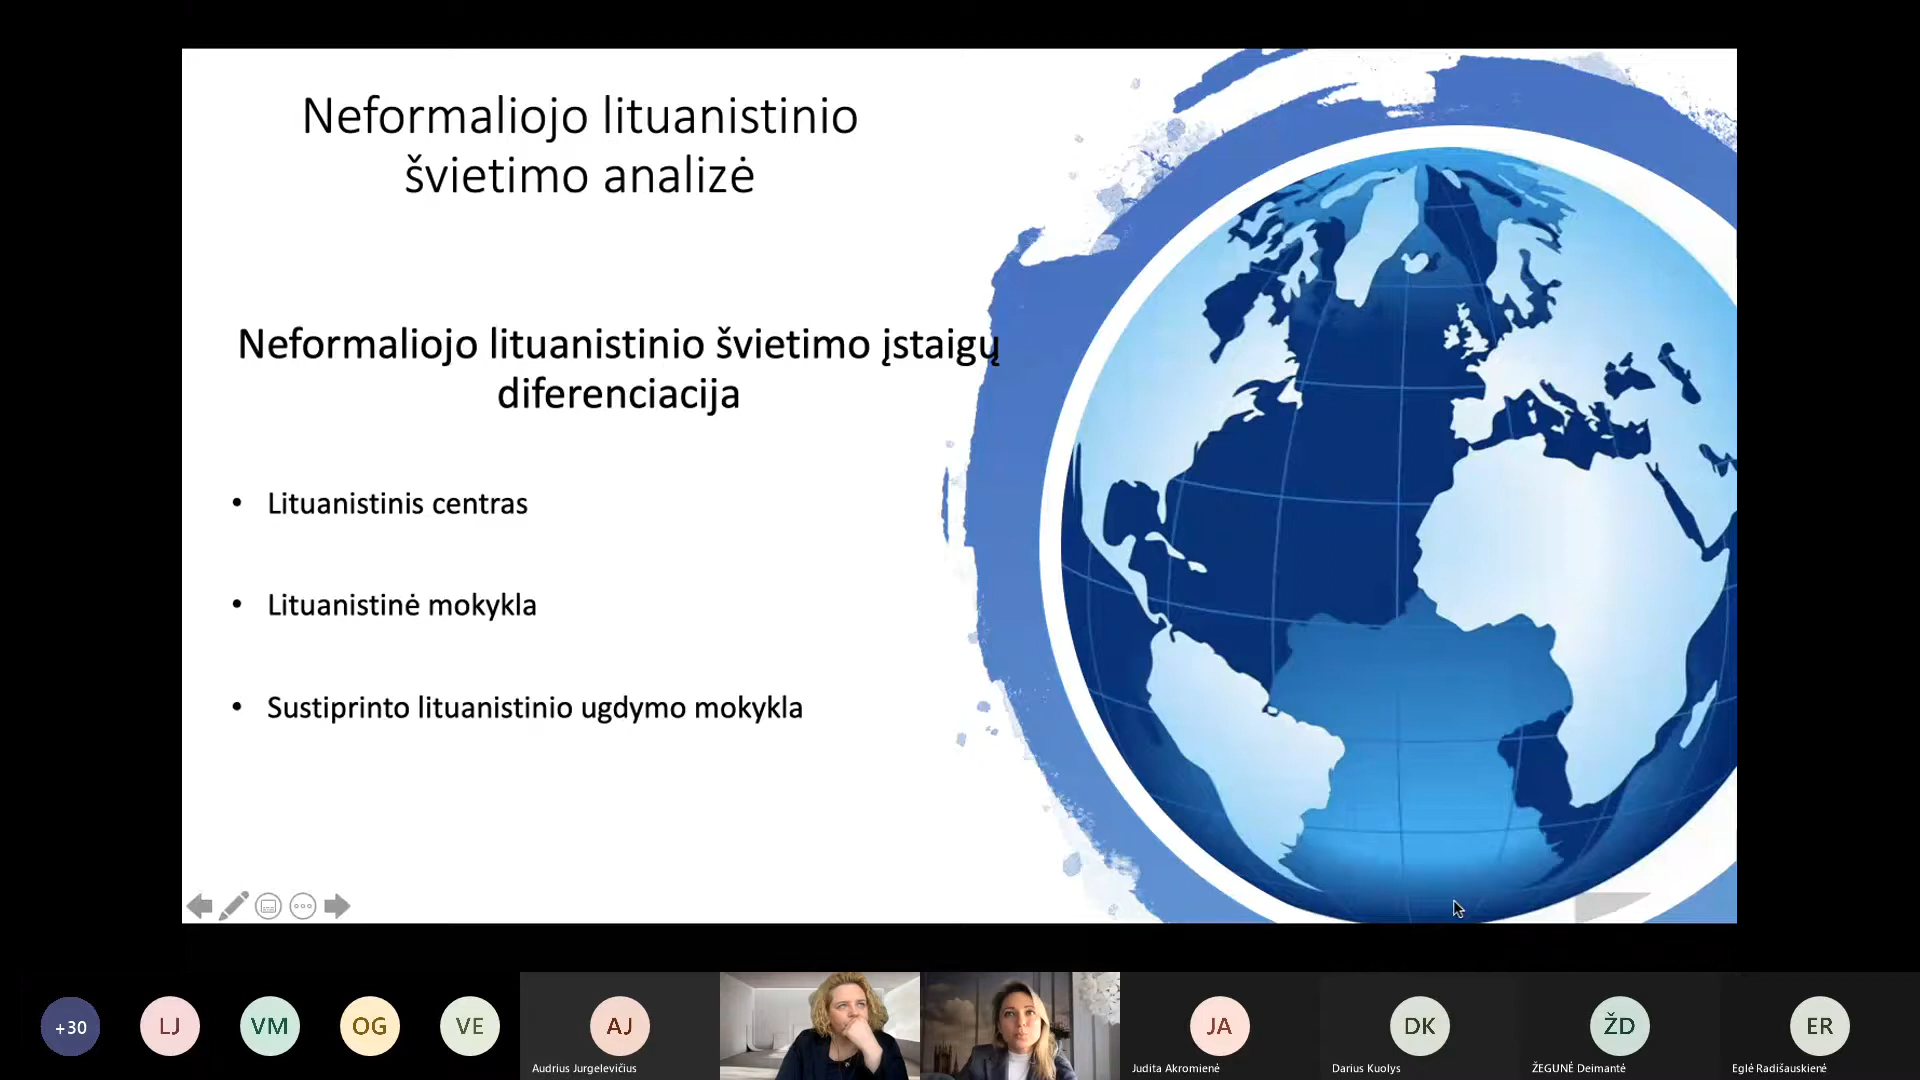 Neformaliojo lituanistinio
švietimo analizė
Neformaliojo lituanistinio švietimo įstaigų
diferenciacija
• Lituanistinis centras
• Lituanistinė mokykla
• Sustiprinto lituanistinio ugdymo mokykla
+30
LJ
VM
OG
VE
AJ
Audrius Jurgelevičius
JA
Judita Akromienė
DK
Darius Kuolys
ŽD
ŽEGUNĖ Deimantė
ER
Eglė Radišauskienė